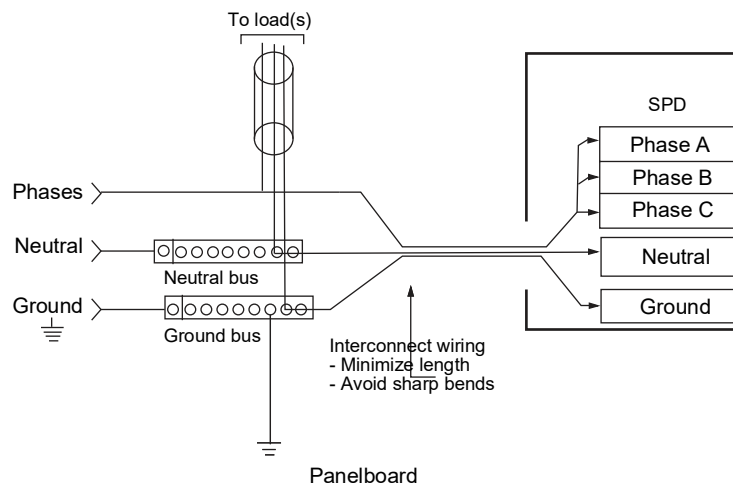 To load(s)
SPD
Phase A
Phase B
Phase C
Neutral
Ground
Phases
Neutral
Neutral bus
Ground
Ground bus
Interconnect wiring
- Minimize length
- Avoid sharp bends
Panelboard